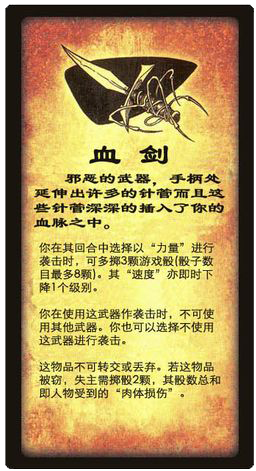 血剑
邪恶的武器，手柄处
延伸出许多的针管而且这
些针管深深的插入了你的
血脉之中。
你在其回合中选择以“力量”进行
袭击时，可多掷3颗游戏骰(骰子数
目最多8颗)。其“速度”亦即时下
降1个级别。
你在使用这武器作袭击时，不可使
用其他武器。你也可以选择不使用
这武器进行袭击。
这物品不可转交或丢弃。若这物品
被窃，失主需掷骰2颗，其骰数总和
即人物受到的“肉体损伤”。